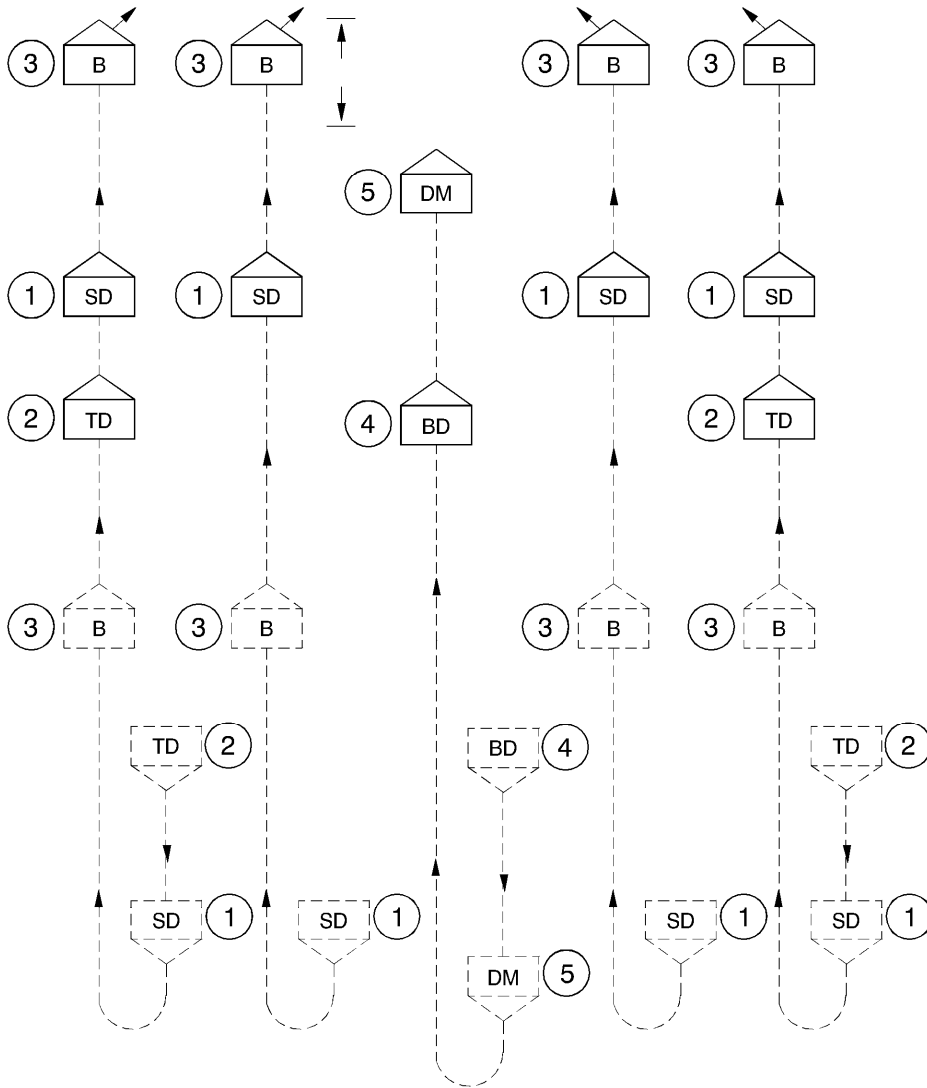 3 B 3 B 3 B 3 B
5 DM
1 SD 1 SD 1 SD 1 SD
2 TD 4 BD 2 TD
3 B 3 B 3 B 3 B
TD 2 BD 4 TD 2
SD 1 SD 1 SD 1 SD 1
DM 5